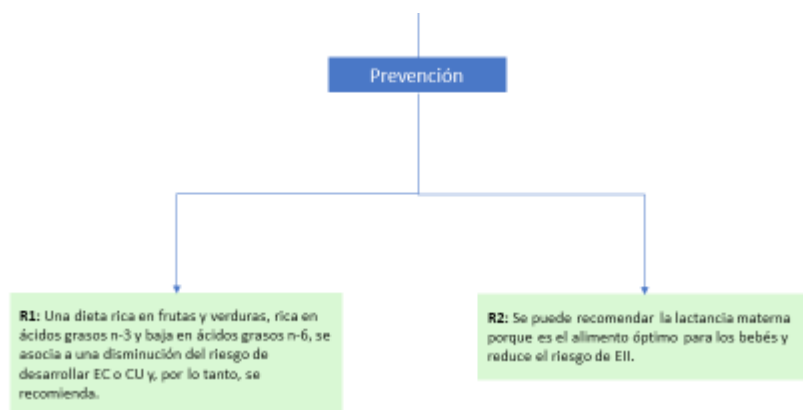 Prevención
R1: Una dieta rica en frutas y verduras, rica en
ácidos grasos n-3 y baja en ácidos grasos n-6, se
asocia a una disminución del riesgo de
desarrollar EC o CU y, por lo tanto, se
recomienda.
R2: Se puede recomendar la lactancia materna
porque es el alimento óptimo para los bebés y
reduce el riesgo de EII.